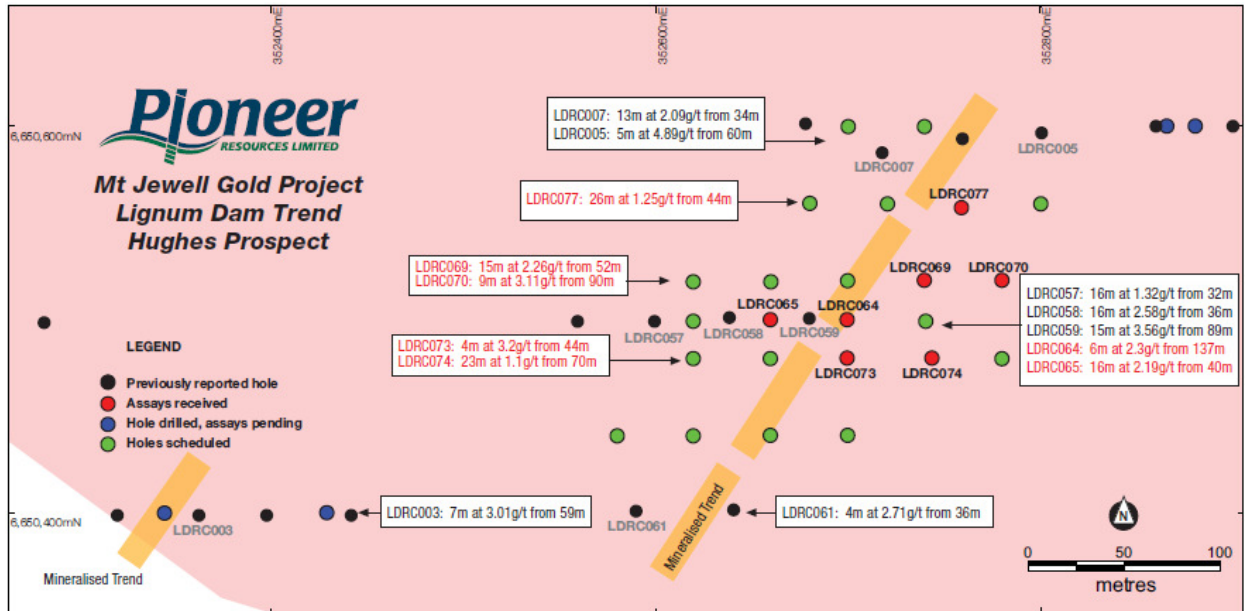 352400mE
352600mE
352800mE
6,650,600mN
Pioneer
RESOURCES LIMITED
Mt Jewell Gold Project
Lignum Dam Trend
Hughes Prospect
LDRC007: 13m at 2.09g/t from 34m
LDRC005: 5m at 4.89g/t from 60m
LDRC007
LDRC005
LDRC077: 26m at 1.25g/t from 44m
LDRC077
LDRC069: 15m at 2.26g/t from 52m
LDRC070: 9m at 3.11g/t from 90m
LDRC069
LDRC070
LDRC065
LDRC064
LDRC057
LDRC058
LDRC059
LDRC057: 16m at 1.32g/t from 32m
LDRC058: 16m at 2.58g/t from 36m
LDRC059: 15m at 3.56g/t from 89m
LDRC064: 6m at 2.3g/t from 137m
LDRC065: 16m at 2.19g/t from 40m
LDRC073: 4m at 3.2g/t from 44m
LDRC074: 23m at 1.1g/t from 70m
LDRC073
LDRC074
LEGEND
Previously reported hole
Assays received
Hole drilled, assays pending
Holes scheduled
6,650,400mN
LDRC003
LDRC003: 7m at 3.01g/t from 59m
LDRC061
LDRC061: 4m at 2.71g/t from 36m
Mineralised Trend
Mineralised Trend
N
0 50 100
metres